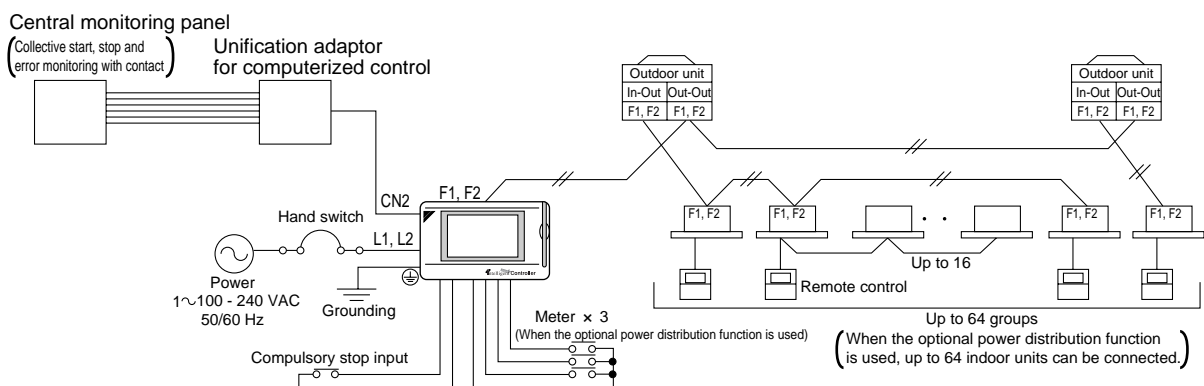 Central monitoring panel
(Collective start, stop and
error monitoring with contact)
Unification adaptor
for computerized control
Outdoor unit
In-Out Out-Out
F1, F2 F1, F2
Outdoor unit
In-Out Out-Out
F1, F2 F1, F2
CN2
F1, F2
Hand switch
L1, L2
Power
1~100 - 240 VAC
50/60 Hz
Grounding
Controller
F1, F2
F1, F2
F1, F2
F1, F2
Up to 16
Remote control
Up to 64 groups
(When the optional power distribution function
is used, up to 64 indoor units can be connected.)
Meter × 3
(When the optional power distribution function is used)
Compulsory stop input